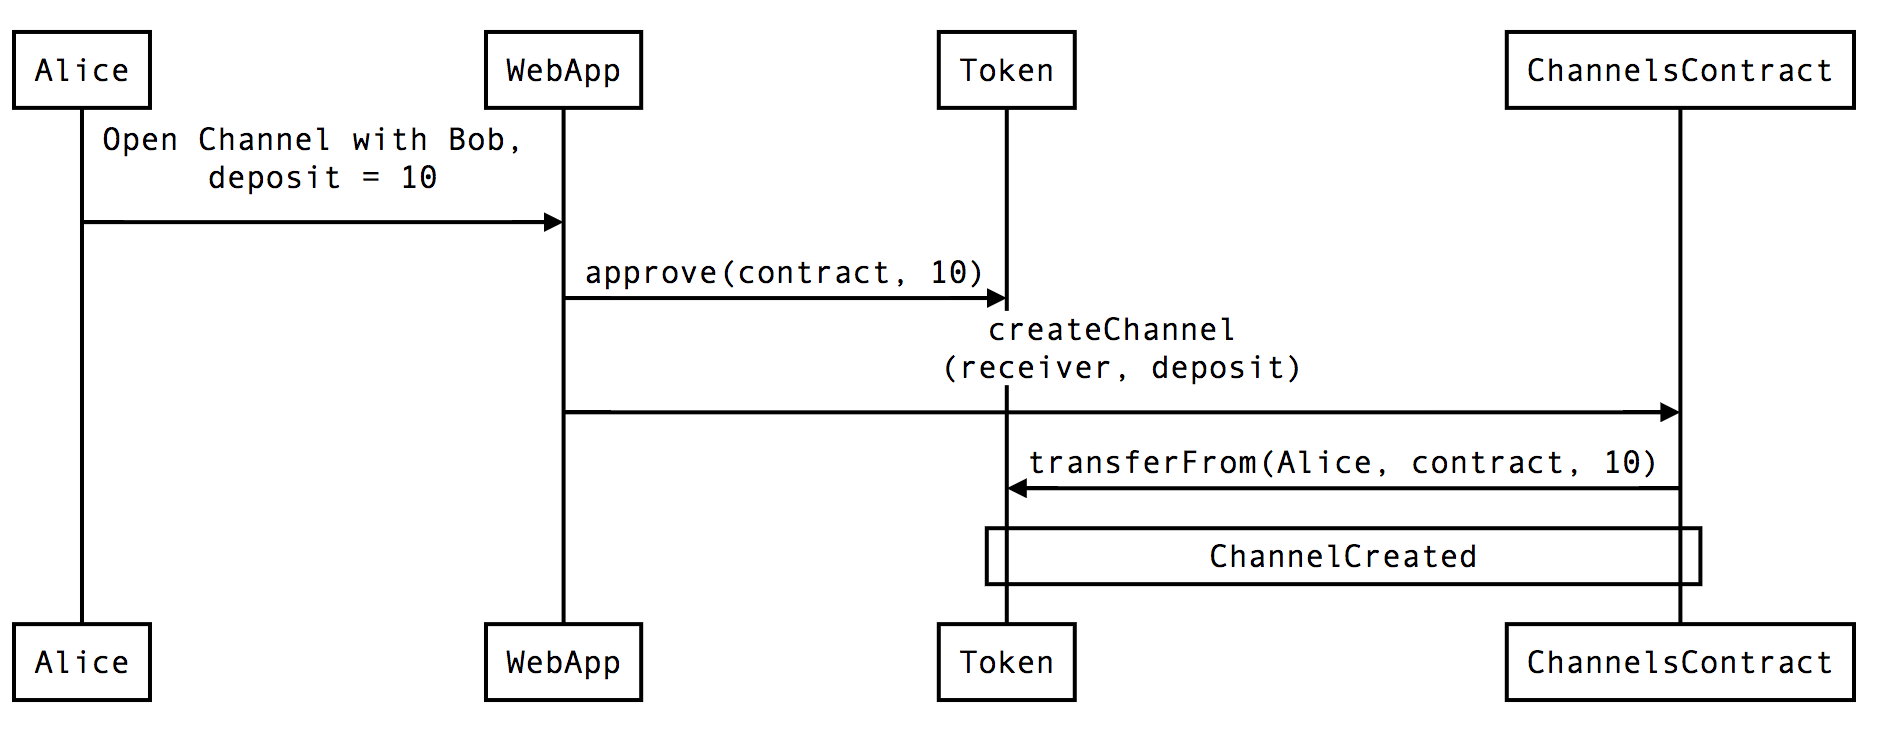 Alice
WebApp
Token
ChannelsContract
Open Channel with Bob,
deposit = 10
approve(contract, 10)
createChannel
(receiver, deposit)
transferFrom(Alice, contract, 10)
ChannelCreated
Alice
WebApp
Token
ChannelsContract